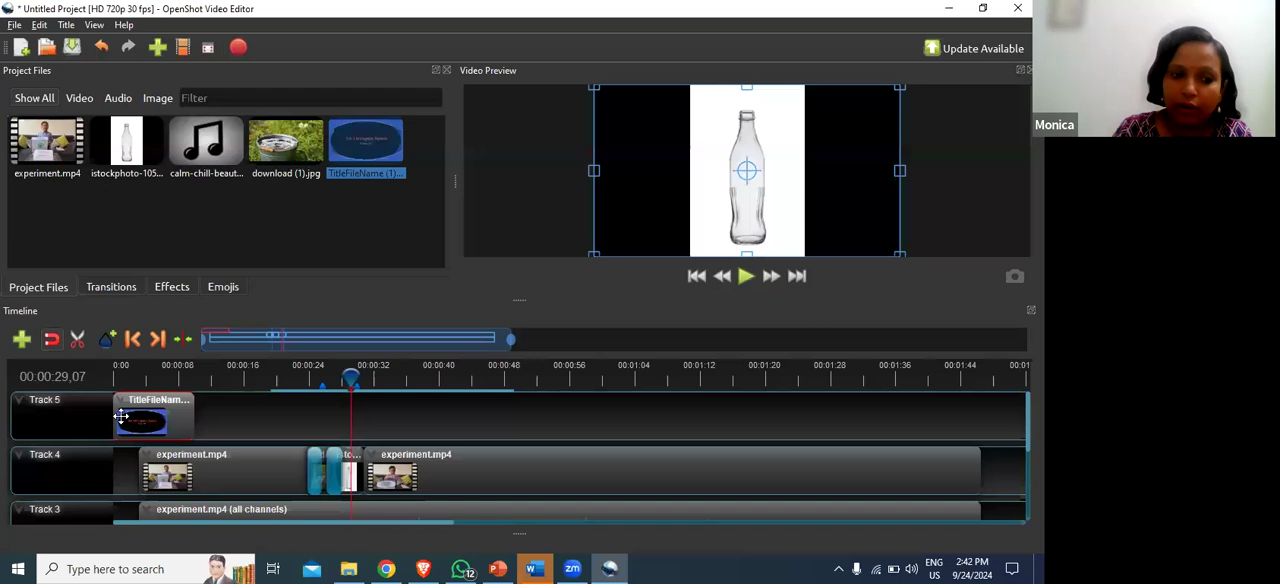 * Untitled Project [HD 720p 30 fps] - OpenShot Video Editor
File Edit Title View Help
Update Available
Project Files
Video Preview
Show All Video Audio Image Filter
experiment.mp4 istockphoto-105... calm-chill-beaut... download (1).jpg TitleFileName (1)...
Monica
Project Files Transitions Effects Emojis
Timeline
00:00:29,07
0:00 00:00:08 00:00:16 00:00:24 00:00:32 00:00:40 00:00:48 00:00:56 00:01:04 00:01:12 00:01:20 00:01:28 00:01:36 00:01:44 00:01
Track 5 TitleFileNam...
Track 4 experiment.mp4 to... experiment.mp4
Track 3 experiment.mp4 (all channels)
Type here to search
12
ENG
US
2:42 PM
9/24/2024